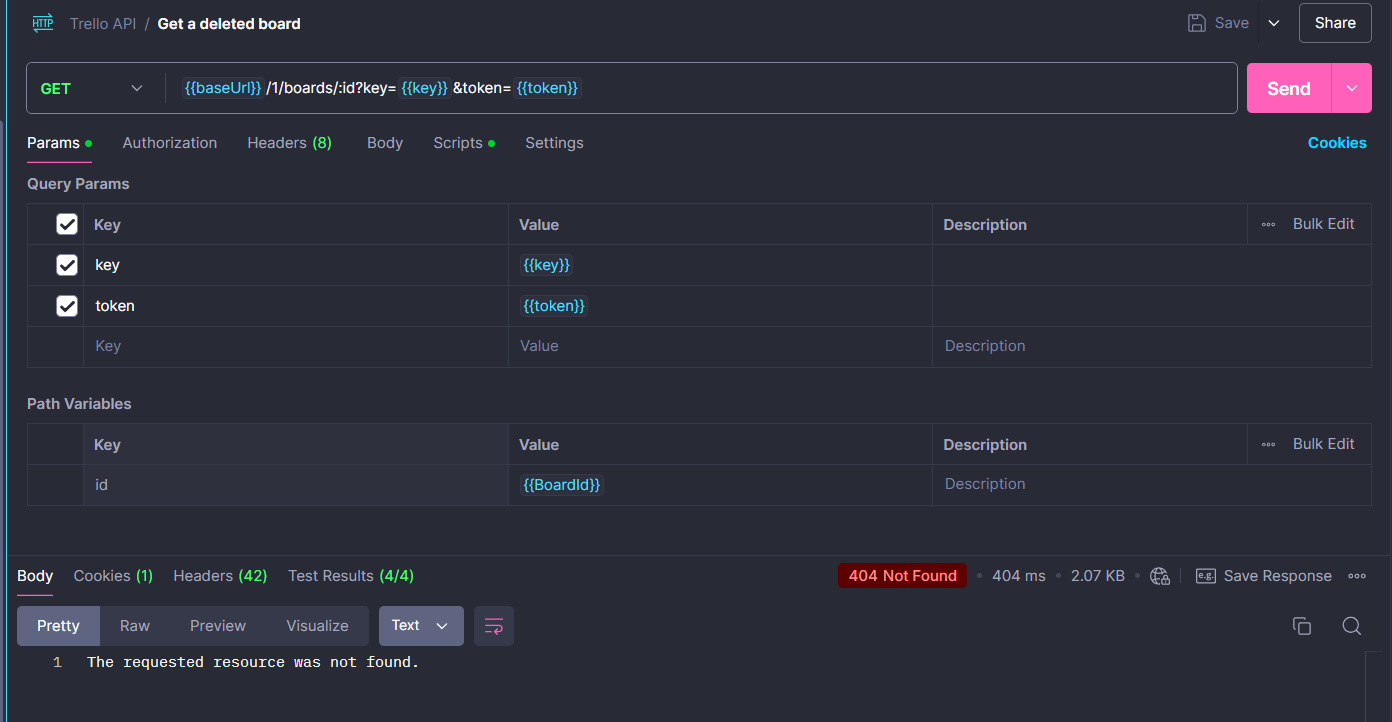 HTTP Trello API / Get a deleted board Save Share
GET {{baseUrl}} /1/boards/:id?key= {{key}} &token= {{token}} Send
Params Authorization Headers (8) Body Scripts Settings Cookies
Query Params
Key Value Description Bulk Edit
key {{key}}
token {{token}}
Key Value Description
Path Variables
Key Value Description Bulk Edit
id {{BoardId}} Description
Body Cookies (1) Headers (42) Test Results (4/4) 404 Not Found 404 ms 2.07 KB e.g. Save Response
Pretty Raw Preview Visualize Text
1 The requested resource was not found.